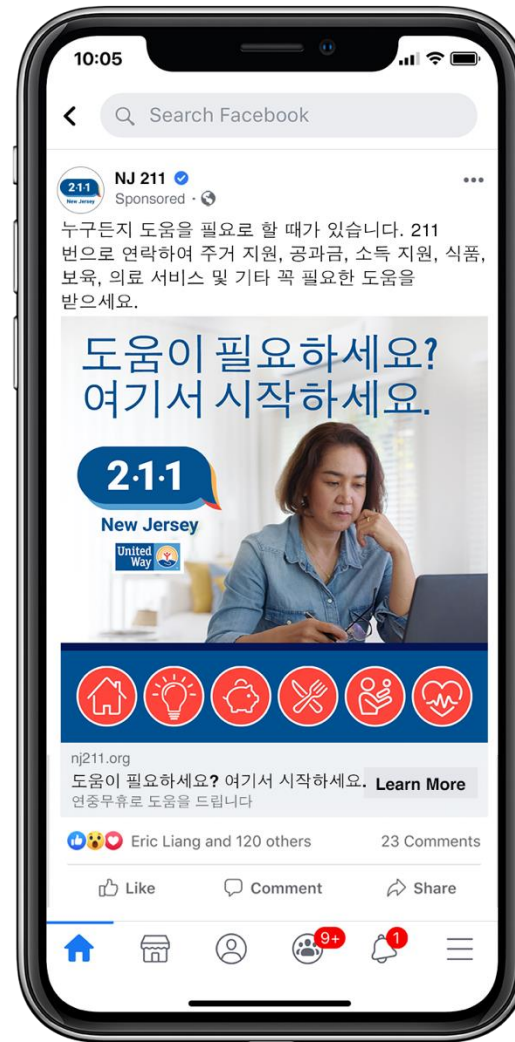 10:05
Search Facebook
2·1·1
New Jersey
NJ 211
Sponsored ·
누구든지 도움을 필요로 할 때가 있습니다. 211
번으로 연락하여 주거 지원, 공과금, 소득 지원, 식품,
보육, 의료 서비스 및 기타 꼭 필요한 도움을
받으세요.
도움이 필요하세요?
여기서 시작하세요.
2·1·1
New Jersey
United
Way
nj211.org
도움이 필요하세요? 여기서 시작하세요.
Learn More
연중무휴로 도움을 드립니다
Eric Liang and 120 others
23 Comments
Like
Comment
Share
9+
1